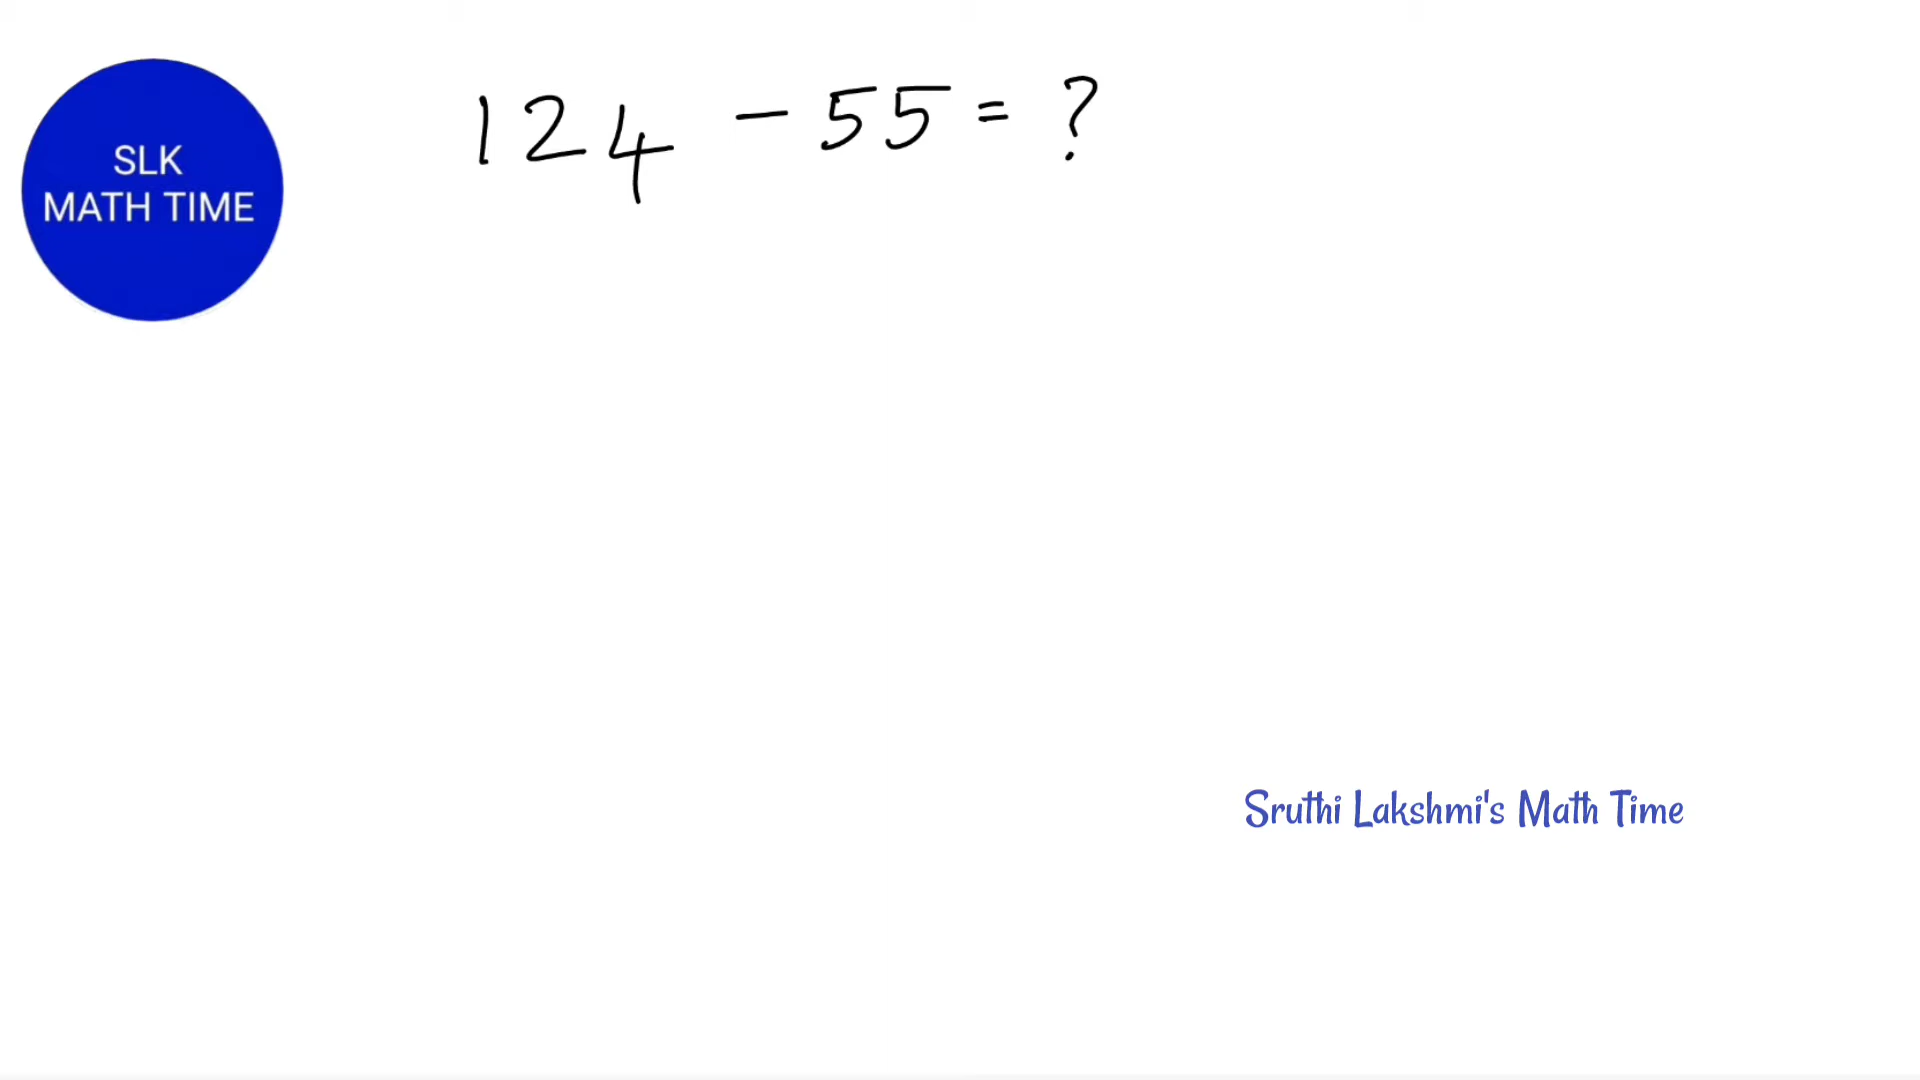 SLK
MATH TIME
124 - 55 = ?
Sruthi Lakshmi's Math Time